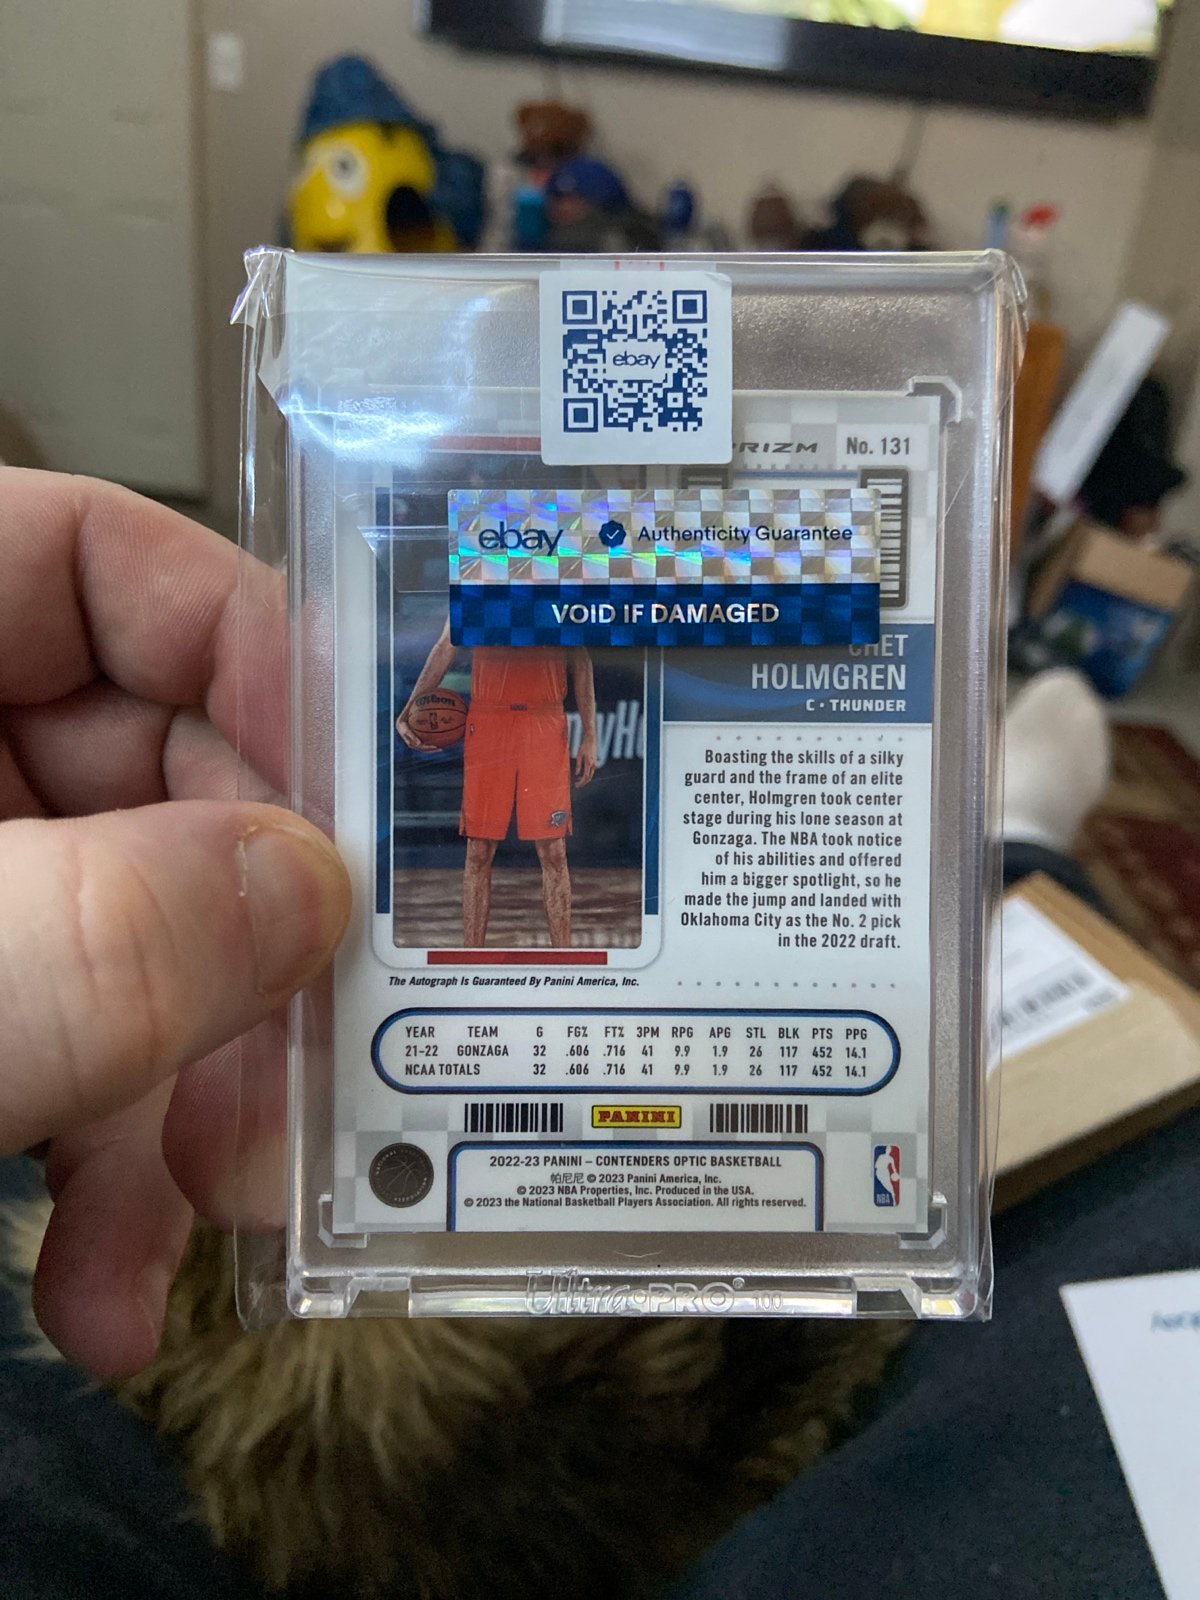 ebay
RIZM No. 131
ebay Authenticity Guarantee
VOID IF DAMAGED
CHET
HOLMGREN
C • THUNDER
Wilson
Boasting the skills of a silky
guard and the frame of an elite
center, Holmgren took center
stage during his lone season at
Gonzaga. The NBA took notice
of his abilities and offered
him a bigger spotlight, so he
made the jump and landed with
Oklahoma City as the No. 2 pick
in the 2022 draft.
The Autograph Is Guaranteed By Panini America, Inc.
YEAR TEAM G FG% FT% 3PM RPG APG STL BLK PTS PPG
21-22 GONZAGA 32 .606 .716 41 9.9 1.9 26 117 452 14.1
NCAA TOTALS 32 .606 .716 41 9.9 1.9 26 117 452 14.1
PANINI
2022-23 PANINI – CONTENDERS OPTIC BASKETBALL
帕尼尼 © 2023 Panini America, Inc.
© 2023 NBA Properties, Inc. Produced in the USA.
© 2023 the National Basketball Players Association. All rights reserved.
NBA
Ultra PRO® 100